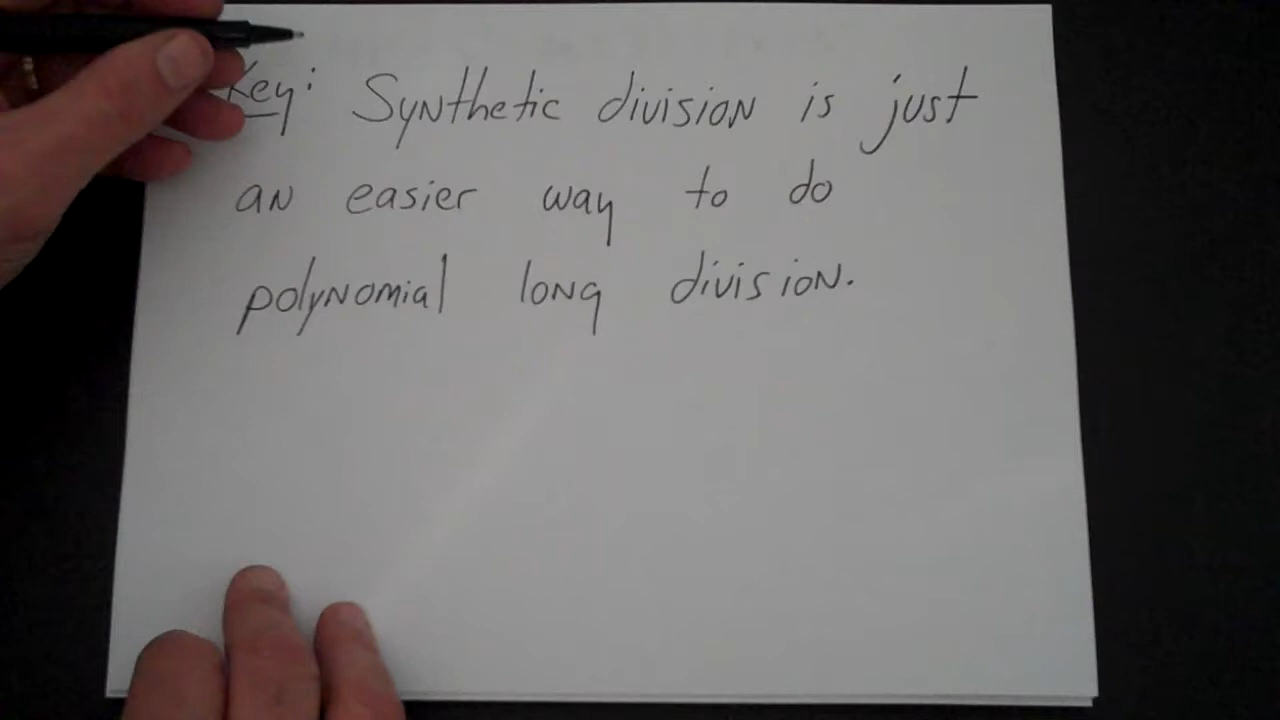 Key: Synthetic division is just
an easier way to do
polynomial long division.